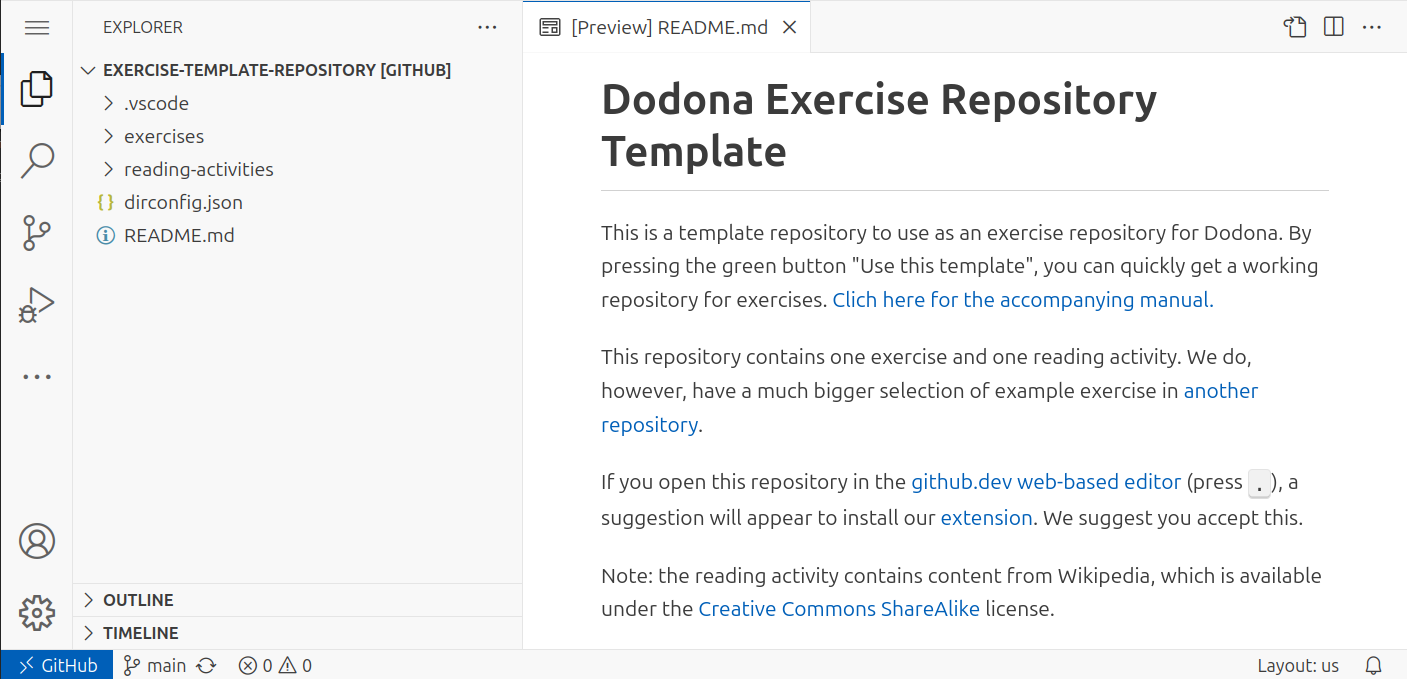 EXPLORER
EXERCISE-TEMPLATE-REPOSITORY [GITHUB]
.vscode
exercises
reading-activities
dirconfig.json
README.md
OUTLINE
TIMELINE
[Preview] README.md
Dodona Exercise Repository
Template
This is a template repository to use as an exercise repository for Dodona. By
pressing the green button "Use this template", you can quickly get a working
repository for exercises. Clich here for the accompanying manual.
This repository contains one exercise and one reading activity. We do,
however, have a much bigger selection of example exercise in another
repository.
If you open this repository in the github.dev web-based editor (press .), a
suggestion will appear to install our extension. We suggest you accept this.
Note: the reading activity contains content from Wikipedia, which is available
under the Creative Commons ShareAlike license.
GitHub main 0 0 Layout: us